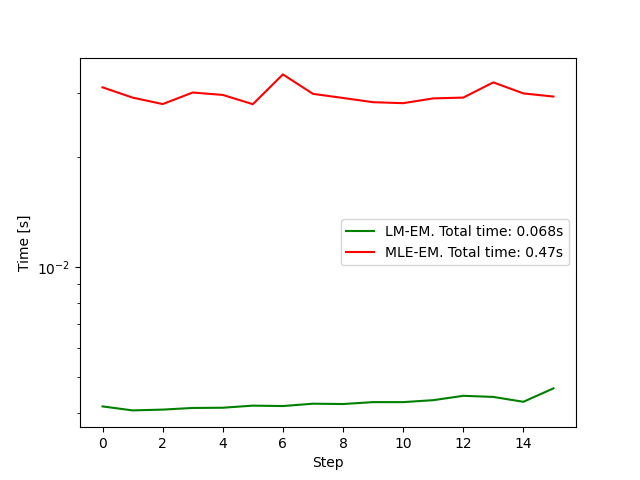 Time [s]
10⁻²
LM-EM. Total time: 0.068s
MLE-EM. Total time: 0.47s
0 2 4 6 8 10 12 14
Step